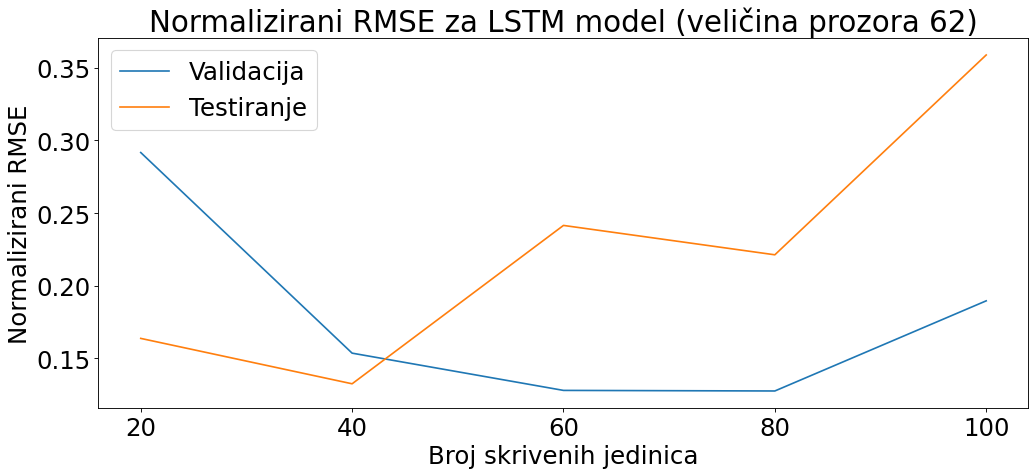 Normalizirani RMSE za LSTM model (veličina prozora 62)
Validacija
Testiranje
Normalizirani RMSE
0.35
0.30
0.25
0.20
0.15
20 40 60 80 100
Broj skrivenih jedinica